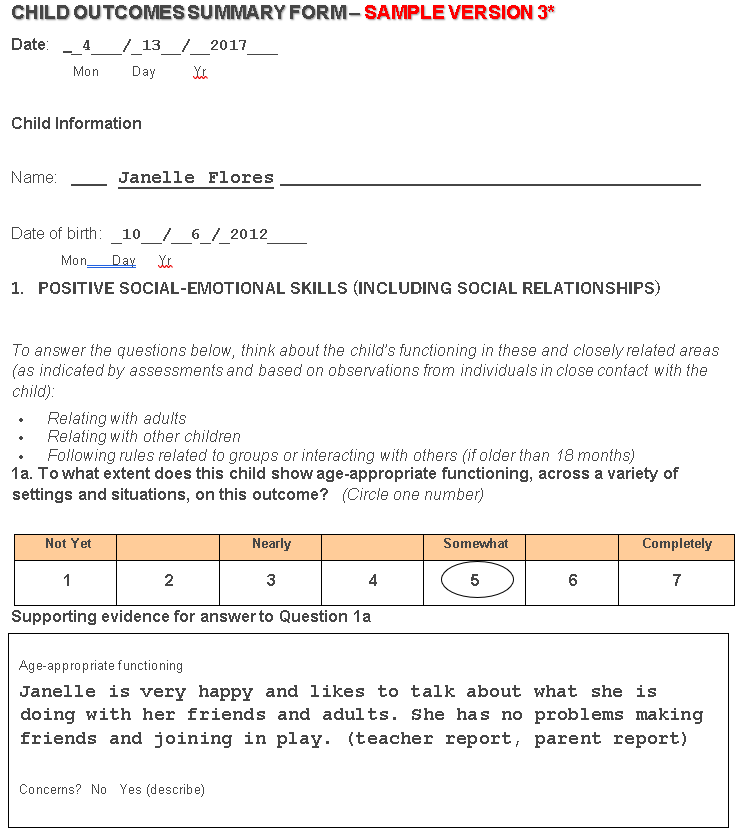 CHILD OUTCOMES SUMMARY FORM – SAMPLE VERSION 3*
Date: __4___/_13__/__2017___
Mon Day Yr
Child Information
Name: ____ Janelle Flores ____
Date of birth: _10__/__6_/_2012____
Mon___Day Yr
1. POSITIVE SOCIAL-EMOTIONAL SKILLS (INCLUDING SOCIAL RELATIONSHIPS)
To answer the questions below, think about the child's functioning in these and closely related areas
(as indicated by assessments and based on observations from individuals in close contact with the
child):
• Relating with adults
• Relating with other children
• Following rules related to groups or interacting with others (if older than 18 months)
1a. To what extent does this child show age-appropriate functioning, across a variety of
settings and situations, on this outcome? (Circle one number)
Not Yet Nearly Somewhat Completely
1 2 3 4 5 6 7
Supporting evidence for answer to Question 1a
Age-appropriate functioning
Janelle is very happy and likes to talk about what she is
doing with her friends and adults. She has no problems making
friends and joining in play. (teacher report, parent report)
Concerns? No Yes (describe)